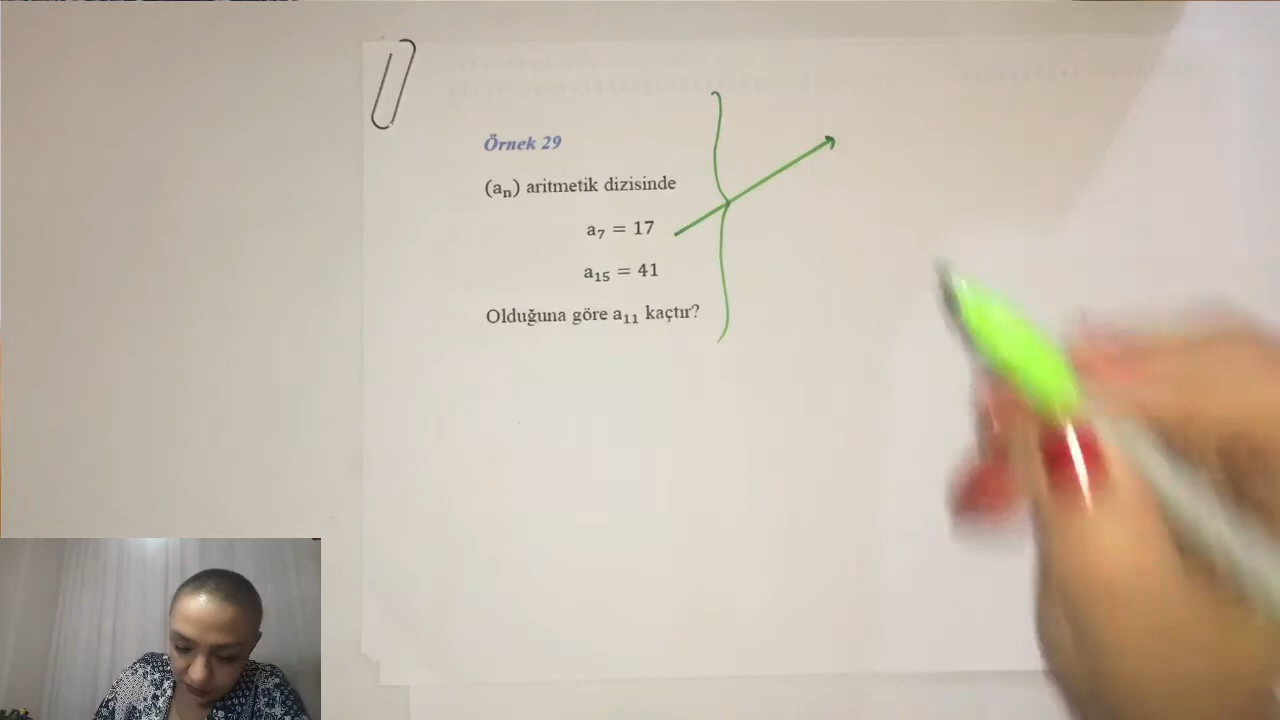 Örnek 29
(aₙ) aritmetik dizisinde
a₇ = 17
a₁₅ = 41
Olduğuna göre a₁₁ kaçtır?